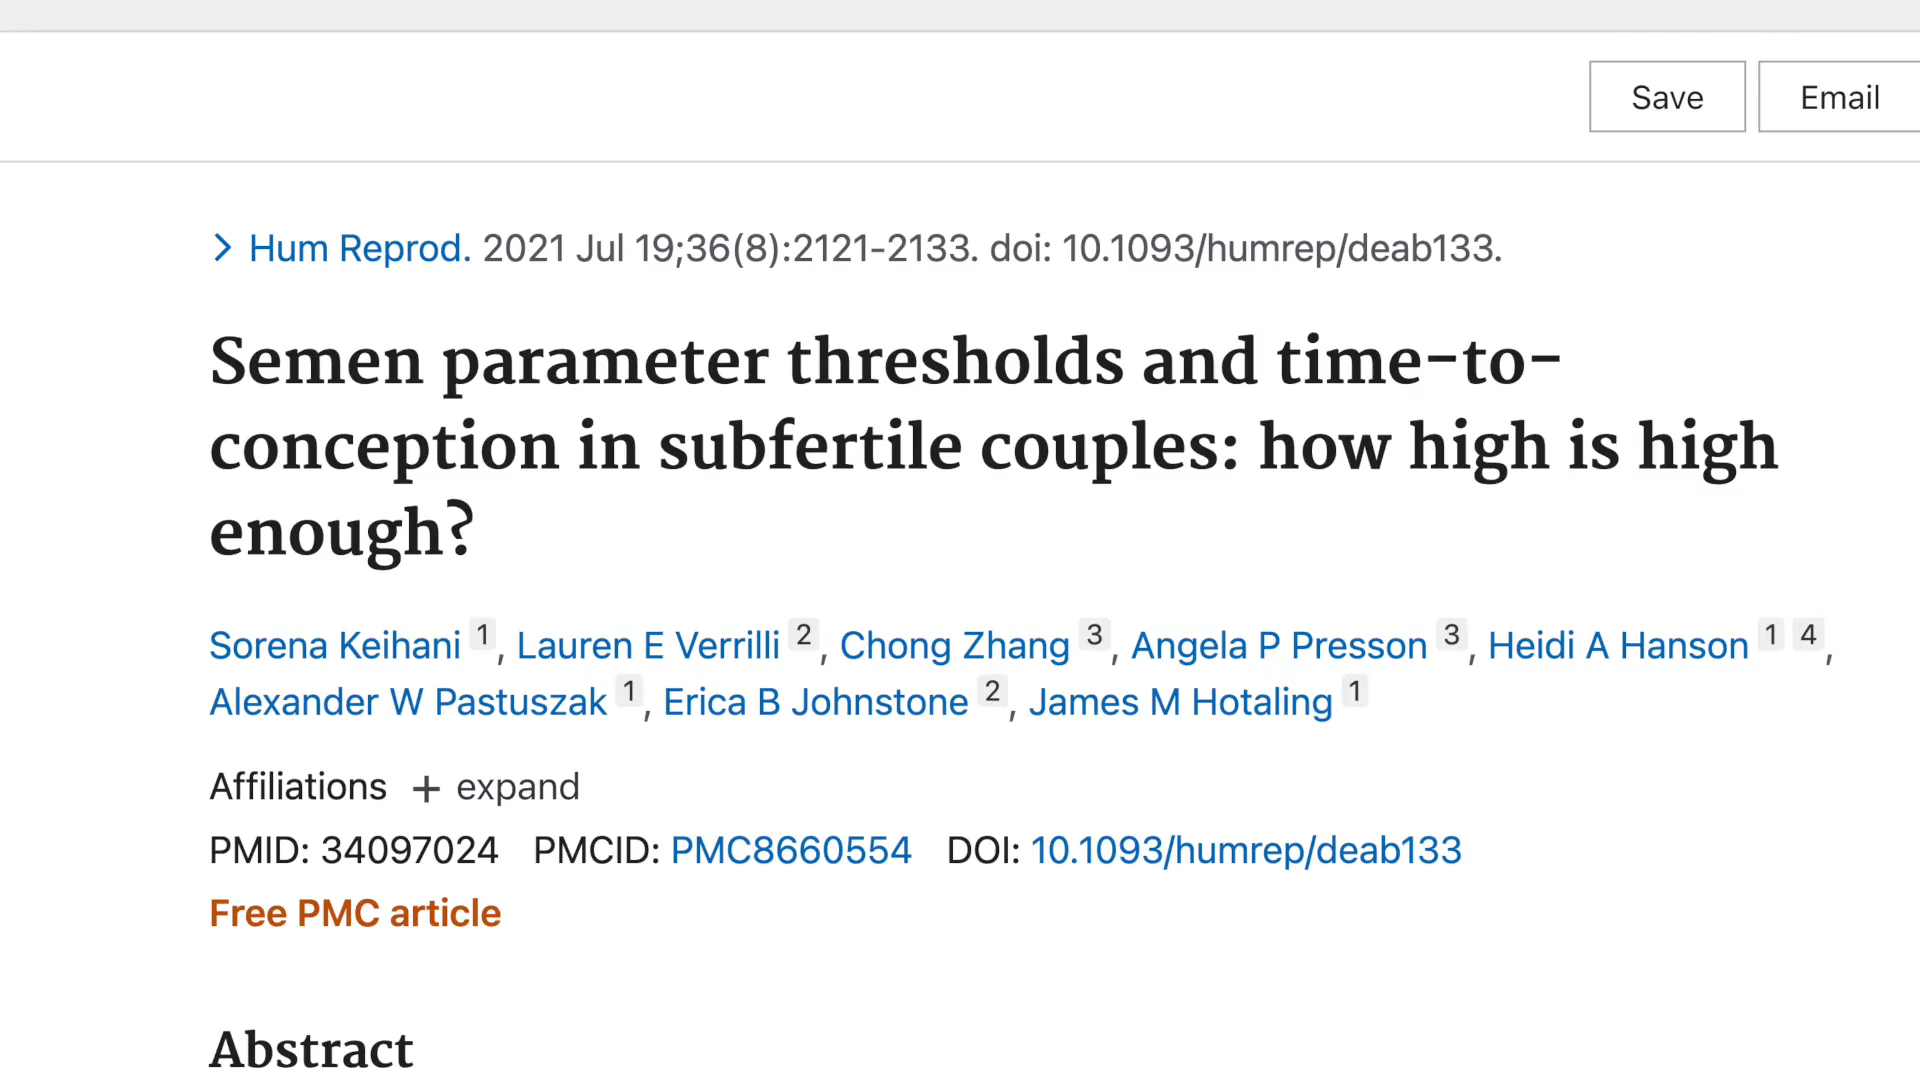 Save
Email
Hum Reprod. 2021 Jul 19;36(8):2121-2133. doi: 10.1093/humrep/deab133.
Semen parameter thresholds and time-to-
conception in subfertile couples: how high is high
enough?
Sorena Keihani 1, Lauren E Verrilli 2, Chong Zhang 3, Angela P Presson 3, Heidi A Hanson 1 4,
Alexander W Pastuszak 1, Erica B Johnstone 2, James M Hotaling 1
Affiliations + expand
PMID: 34097024 PMCID: PMC8660554 DOI: 10.1093/humrep/deab133
Free PMC article
Abstract